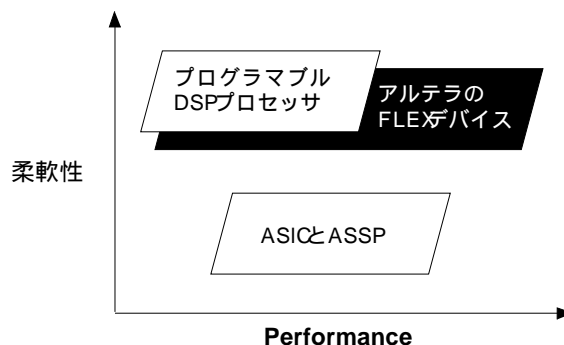 プログラマブル
DSPプロセッサ
アルテラの
FLEXデバイス
柔軟性
ASICとASSP
Performance